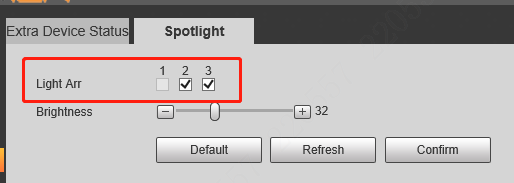 Extra Device Status Spotlight
1 2 3
Light Arr
Brightness 32
Default Refresh Confirm